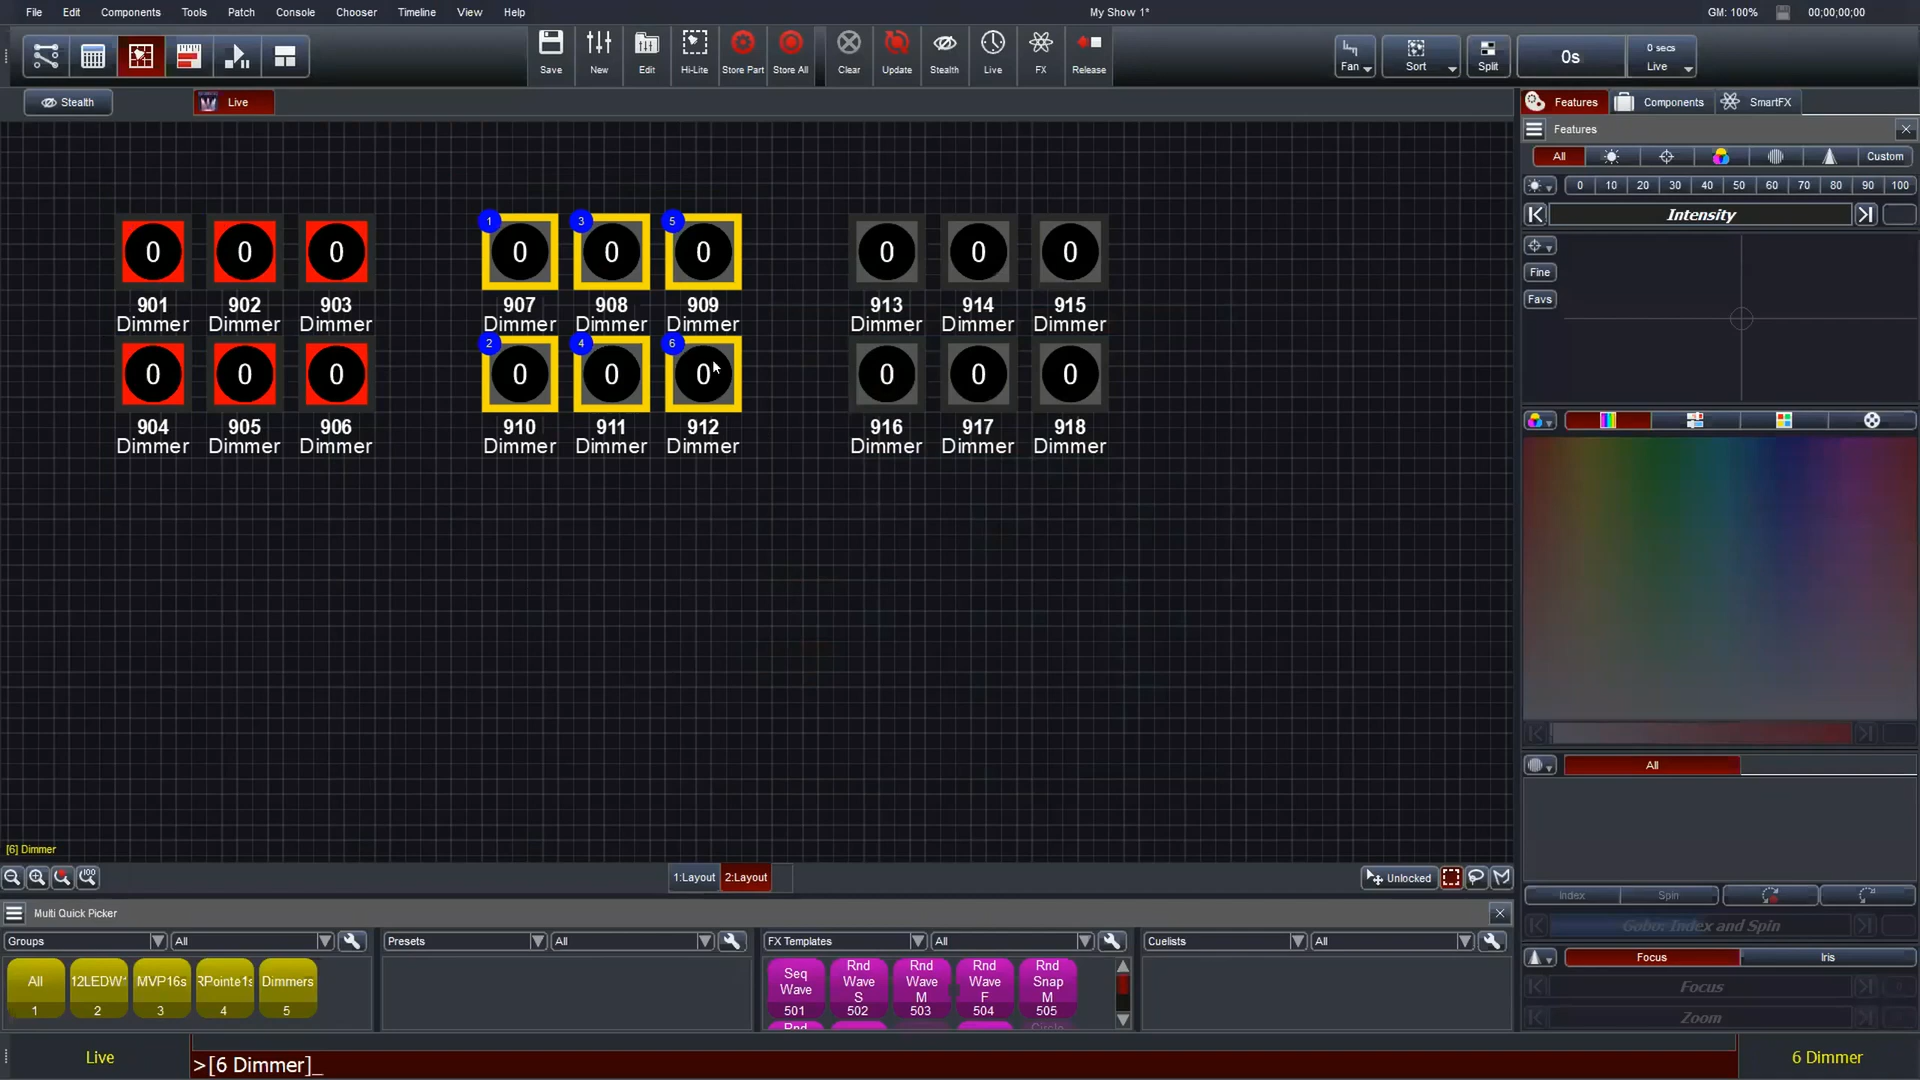 File Edit Components Tools Patch Console Chooser Timeline View Help My Show 1* GM: 100% 00;00;00;00
Save New Edit Hi-Lite Store Part Store All Clear Update Stealth Live FX Release Fan Sort Split 0s 0 secs Live
Stealth Live Features Components SmartFX
Features
All Custom
0 10 20 30 40 50 60 70 80 90 100
Intensity
1 3 5
0 0 0 0 0 0 0 0 0
Fine
Favs
901 902 903 907 908 909 913 914 915
Dimmer Dimmer Dimmer Dimmer Dimmer Dimmer Dimmer Dimmer Dimmer
2 4 6
0 0 0 0 0 0 0 0 0
904 905 906 910 911 912 916 917 918
Dimmer Dimmer Dimmer Dimmer Dimmer Dimmer Dimmer Dimmer Dimmer
All
[6] Dimmer
100 1:Layout 2:Layout Unlocked
Index Spin
Multi Quick Picker
Gobo: Index and Spin
Groups All Presets All FX Templates All Cuelists All
Focus Iris
All 1
12LEDW 2
MVP16s 3
RPointe1s 4
Dimmers 5
Seq Wave 501
Rnd Wave S 502
Rnd Wave M 503
Rnd Wave F 504
Rnd Snap M 505
Rnd Circle
Focus
Zoom
Live >[6 Dimmer]_ 6 Dimmer